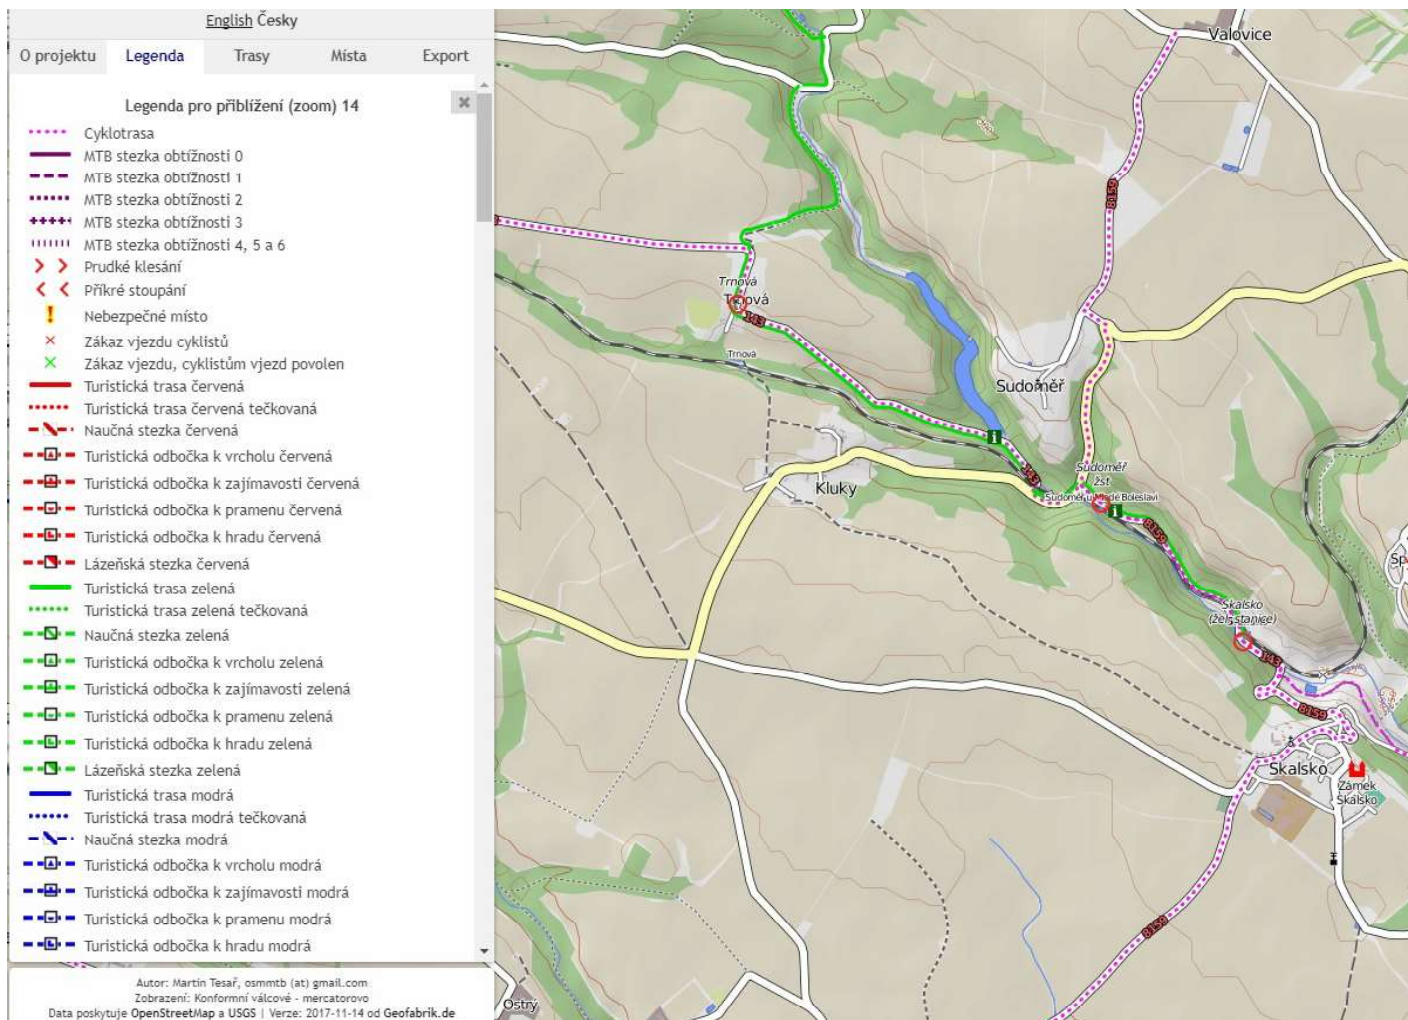 English Česky
O projektu Legenda Trasy Místa Export
Legenda pro přiblížení (zoom) 14
Cyklotrasa
MTB stezka obtížnosti 0
MTB stezka obtížnosti 1
MTB stezka obtížnosti 2
MTB stezka obtížnosti 3
MTB stezka obtížnosti 4, 5 a 6
Prudké klesání
Příkré stoupání
Nebezpečné místo
Zákaz vjezdu cyklistů
Zákaz vjezdu, cyklistům vjezd povolen
Turistická trasa červená
Turistická trasa červená tečkovaná
Naučná stezka červená
Turistická odbočka k vrcholu červená
Turistická odbočka k zajímavosti červená
Turistická odbočka k pramenu červená
Turistická odbočka k hradu červená
Lázeňská stezka červená
Turistická trasa zelená
Turistická trasa zelená tečkovaná
Naučná stezka zelená
Turistická odbočka k vrcholu zelená
Turistická odbočka k zajímavosti zelená
Turistická odbočka k pramenu zelená
Turistická odbočka k hradu zelená
Lázeňská stezka zelená
Turistická trasa modrá
Turistická trasa modrá tečkovaná
Naučná stezka modrá
Turistická odbočka k vrcholu modrá
Turistická odbočka k zajímavosti modrá
Turistická odbočka k pramenu modrá
Turistická odbočka k hradu modrá
Autor: Martin Tesař, osmmtb (at) gmail.com
Zobrazení: Konformní válcové - mercatorovo
Data poskytuje OpenStreetMap a USGS | Verze: 2017-11-14 od Geofabrik.de
Valovice
8159
Trnová
Trnová
143
Trnová
Sudoměř
Kluky
143
Sudoměř
žst
Sudoměř u Mladé Boleslavi
8159
Skalsko
(žel. stanice)
143
8159
Skalsko
Zámek
Skalsko
8159
Ostrý
Sp